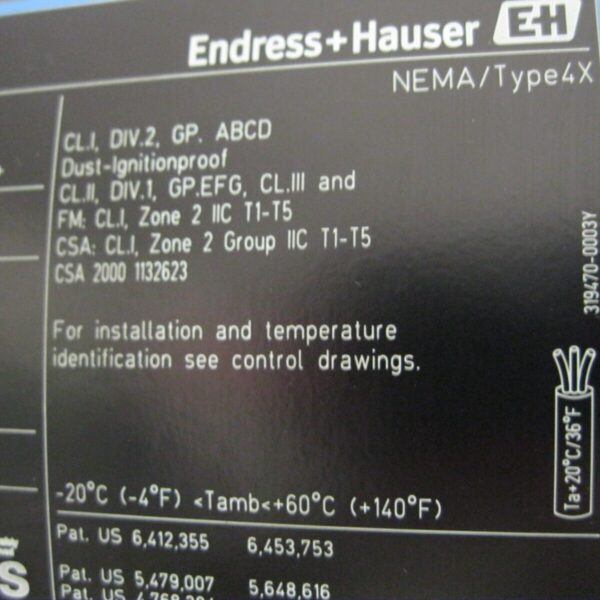 Endress+Hauser EH
NEMA/Type4X
CL.I, DIV.2, GP. ABCD
Dust-Ignitionproof
CL.II, DIV.1, GP.EFG, CL.III and
FM: CL.I, Zone 2 IIC T1-T5
CSA: CL.I, Zone 2 Group IIC T1-T5
CSA 2000 1132623
319470-0003Y
For installation and temperature
identification see control drawings.
Ta+20°C/36°F
-20°C (-4°F) <Tamb<+60°C (+140°F)
Pat. US 6,412,355 6,453,753
Pat. US 5,479,007 5,648,616
Pat. US
S